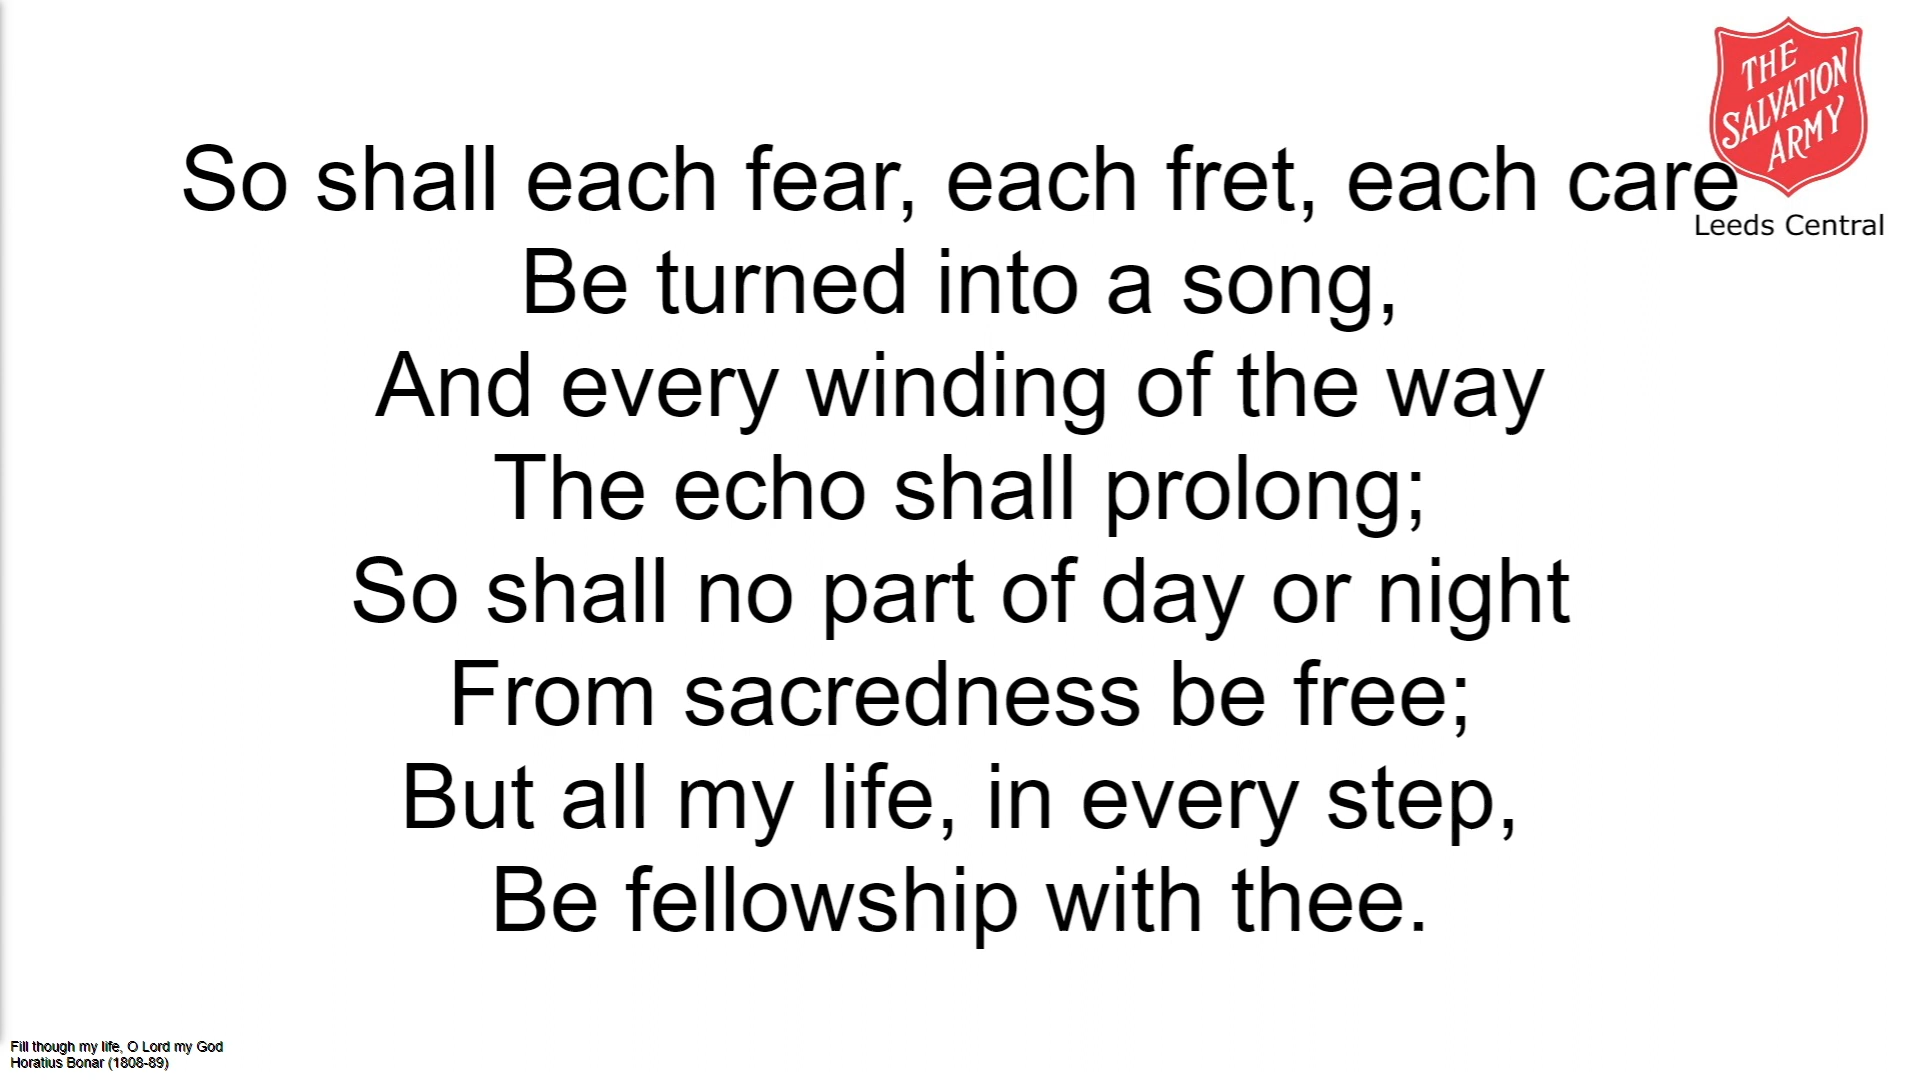 THE
SALVATION
ARMY
Leeds Central
So shall each fear, each fret, each care
Be turned into a song,
And every winding of the way
The echo shall prolong;
So shall no part of day or night
From sacredness be free;
But all my life, in every step,
Be fellowship with thee.
Fill though my life, O Lord my God
Horatius Bonar (1808-89)